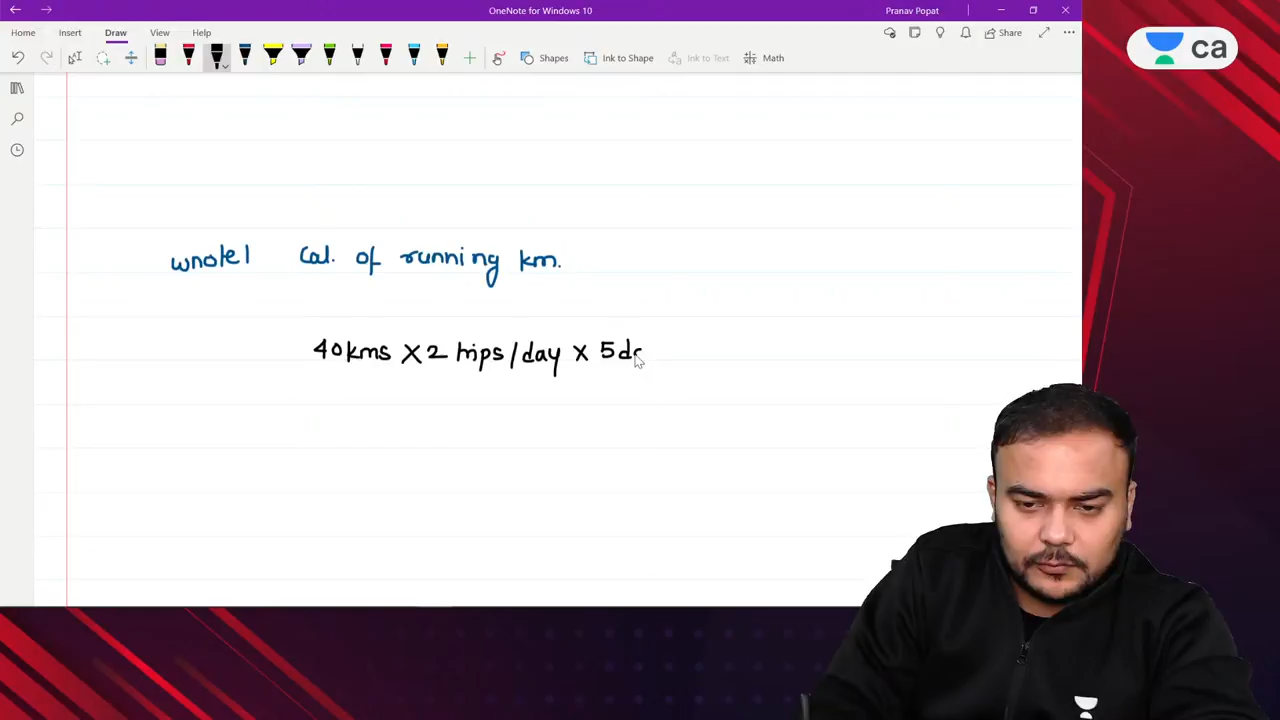 OneNote for Windows 10
Pranav Popat
Home Insert Draw View Help
Share
Shapes Ink to Shape Ink to Text Math
ca
wnote1 Cal. of running km.
40kms X 2 trips/day X 5da